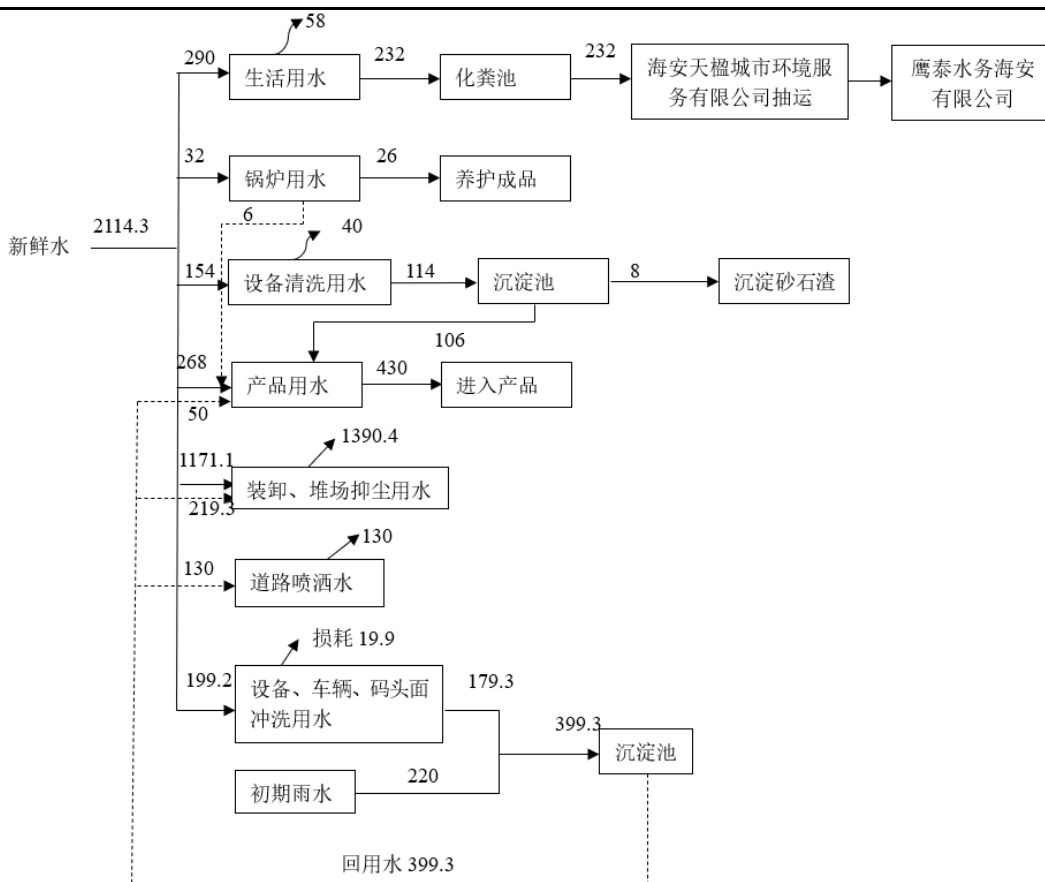 58
290
生活用水
232
化粪池
232
海安天楹城市环境服
务有限公司抽运
鹰泰水务海安
有限公司
32
锅炉用水
26
养护成品
6
新鲜水
2114.3
40
154
设备清洗用水
114
沉淀池
8
沉淀砂石渣
106
268
产品用水
430
进入产品
50
1390.4
1171.1
装卸、堆场抑尘用水
219.3
130
130
道路喷洒水
损耗 19.9
199.2
设备、车辆、码头面
冲洗用水
179.3
399.3
沉淀池
初期雨水
220
回用水 399.3